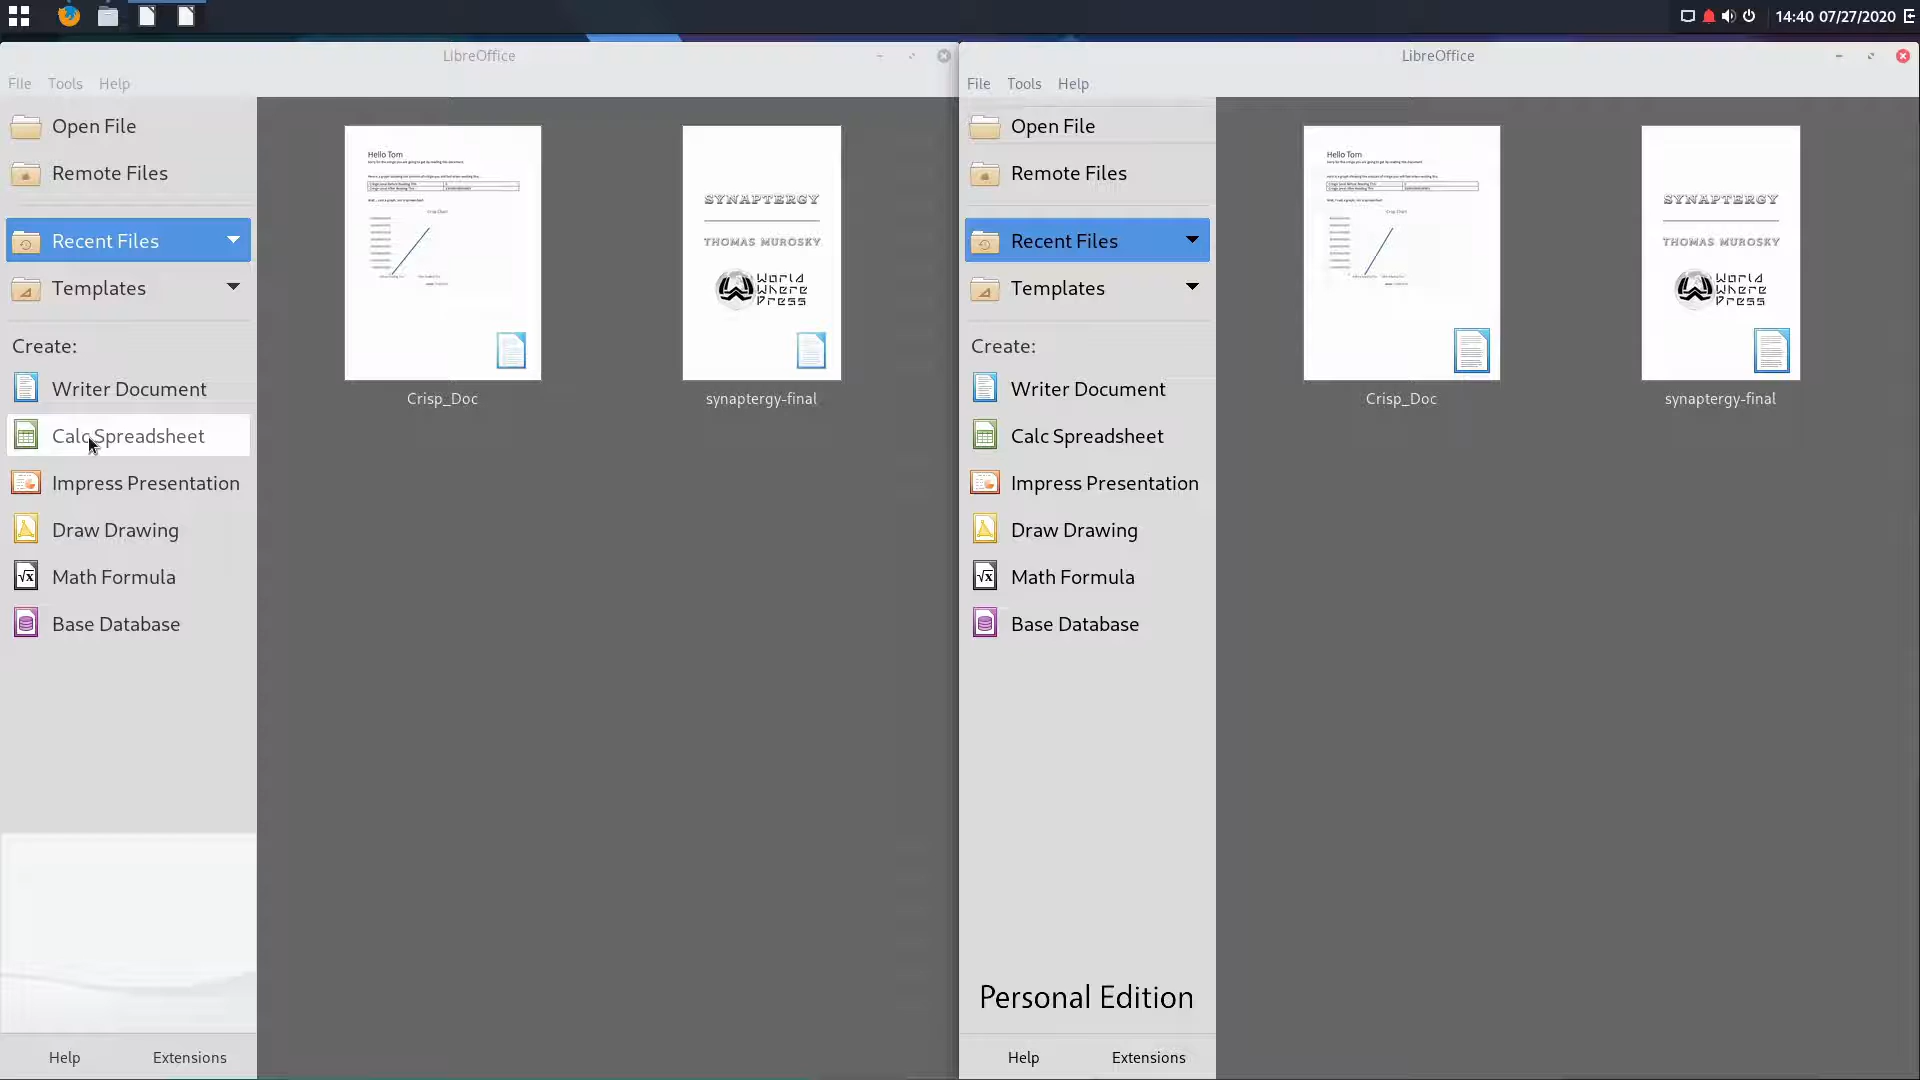 14:40 07/27/2020
LibreOffice
File Tools Help
Open File
Remote Files
Recent Files
Templates
Create:
Writer Document
Calc Spreadsheet
Impress Presentation
Draw Drawing
Math Formula
Base Database
Help Extensions
Hello Tom
Crisp Chart
Crisp_Doc
SYNAPTERGY
THOMAS MUROSKY
World
Where
Press
synaptergy-final
LibreOffice
File Tools Help
Open File
Remote Files
Recent Files
Templates
Create:
Writer Document
Calc Spreadsheet
Impress Presentation
Draw Drawing
Math Formula
Base Database
Personal Edition
Help Extensions
Hello Tom
Crisp Chart
Crisp_Doc
SYNAPTERGY
THOMAS MUROSKY
World
Where
Press
synaptergy-final